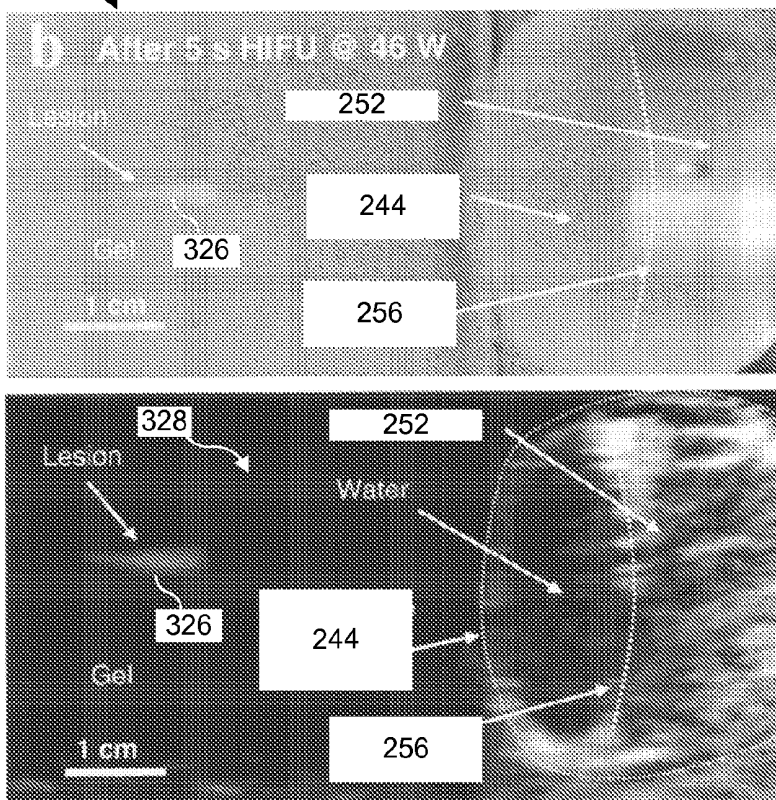 b After 5 s HIFU @ 46 W
Lesion
252
244
326
Gel
256
1 cm
328
252
Lesion
Water
326
244
Gel
256
1 cm